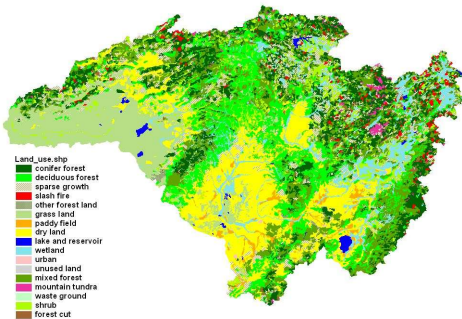 Land_use.shp
conifer forest
deciduous forest
sparse growth
slash fire
other forest land
grass land
paddy field
dry land
lake and reservoir
wetland
urban
unused land
mixed forest
mountain tundra
waste ground
shrub
forest cut